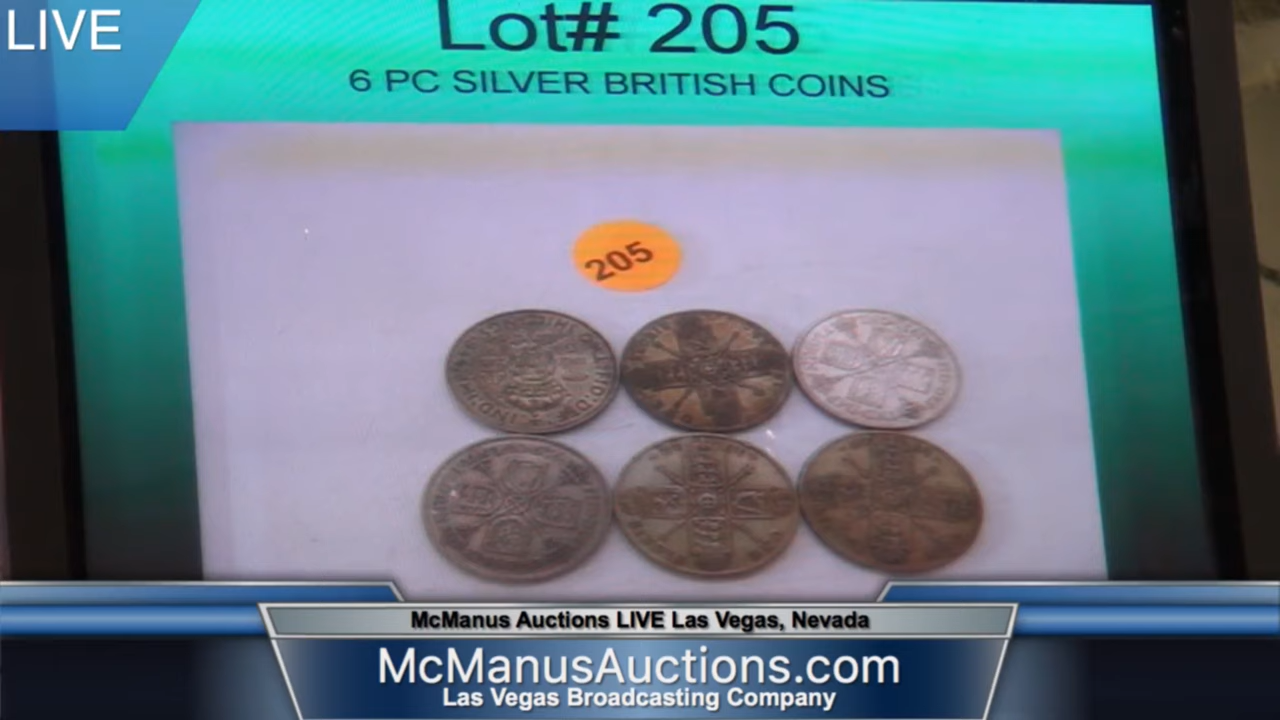 LIVE
Lot# 205
6 PC SILVER BRITISH COINS
205
McManus Auctions LIVE Las Vegas, Nevada
McManusAuctions.com
Las Vegas Broadcasting Company